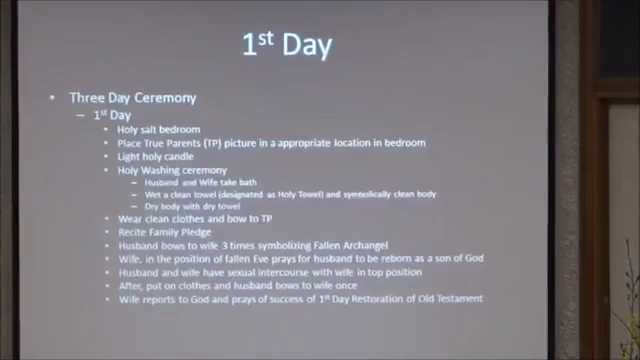 1st Day
• Three Day Ceremony
– 1st Day
• Holy salt bedroom
• Place True Parents (TP) picture in a appropriate location in bedroom
• Light holy candle
• Holy Washing ceremony
– Husband and Wife take bath
– Wet a clean towel (designated as Holy Towel) and symbolically clean body
– Dry body with dry towel
• Wear clean clothes and bow to TP
• Recite Family Pledge
• Husband bows to wife 3 times symbolizing Fallen Archangel
• Wife, in the position of fallen Eve prays for husband to be reborn as a son of God
• Husband and wife have sexual intercourse with wife in top position
• After, put on clothes and husband bows to wife once
• Wife reports to God and prays of success of 1st Day Restoration of Old Testament